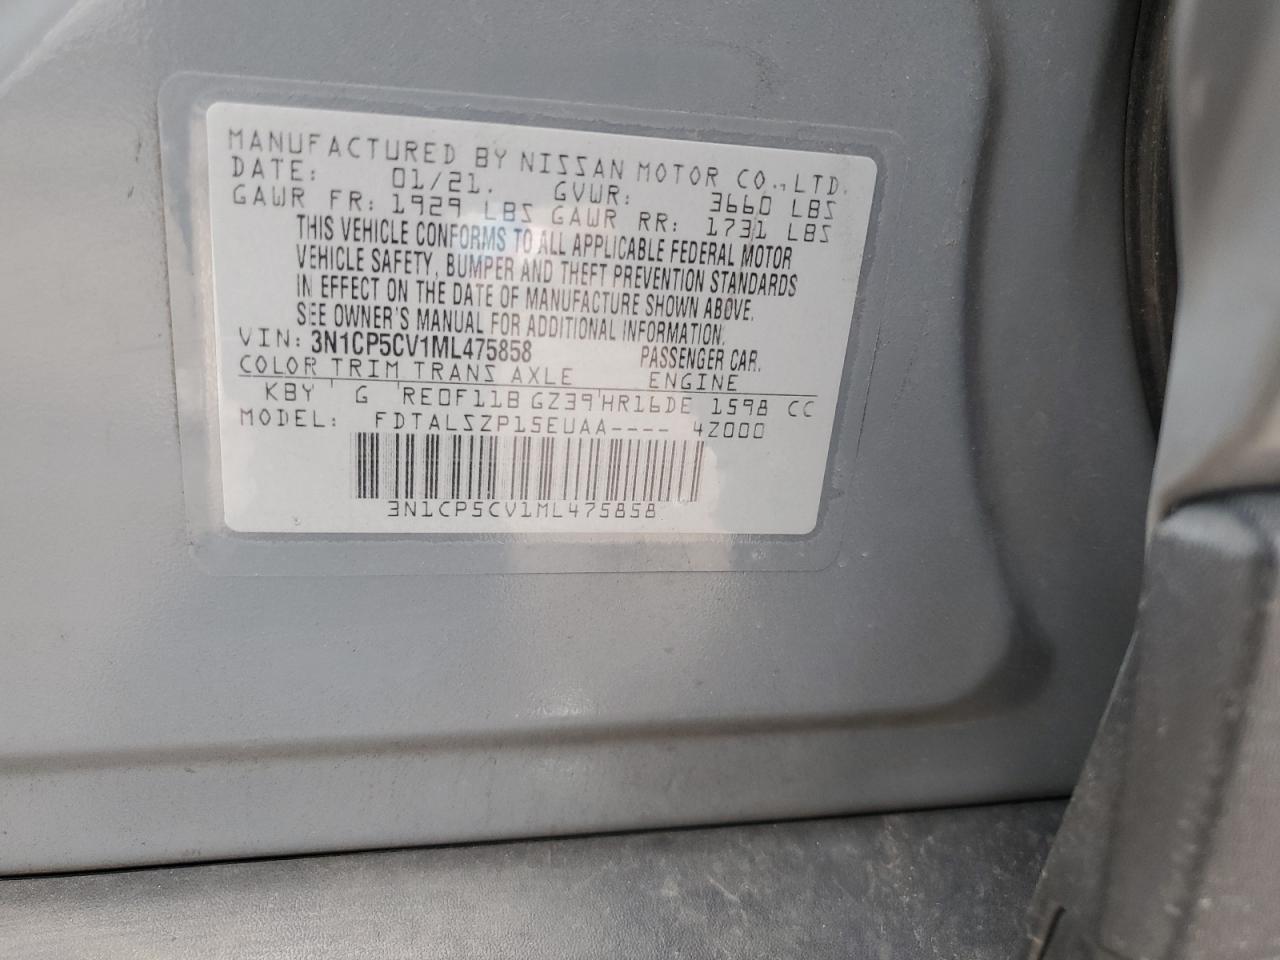 MANUFACTURED BY NISSAN MOTOR CO., LTD.
DATE: 01/21. GVWR: 3660 LBS
GAWR FR: 1929 LBS GAWR RR: 1731 LBS
THIS VEHICLE CONFORMS TO ALL APPLICABLE FEDERAL MOTOR
VEHICLE SAFETY, BUMPER AND THEFT PREVENTION STANDARDS
IN EFFECT ON THE DATE OF MANUFACTURE SHOWN ABOVE.
SEE OWNER'S MANUAL FOR ADDITIONAL INFORMATION.
VIN: 3N1CP5CV1ML475858 PASSENGER CAR.
COLOR TRIM TRANS AXLE ENGINE
KBY G RE0F11B GZ39 HR16DE 1598 CC
MODEL: FDTALSZP15EUAA---- 4Z000
3N1CP5CV1ML475858